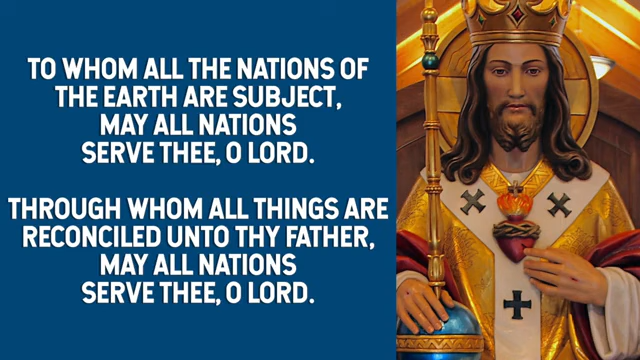 TO WHOM ALL THE NATIONS OF
THE EARTH ARE SUBJECT,
MAY ALL NATIONS
SERVE THEE, O LORD.
THROUGH WHOM ALL THINGS ARE
RECONCILED UNTO THY FATHER,
MAY ALL NATIONS
SERVE THEE, O LORD.